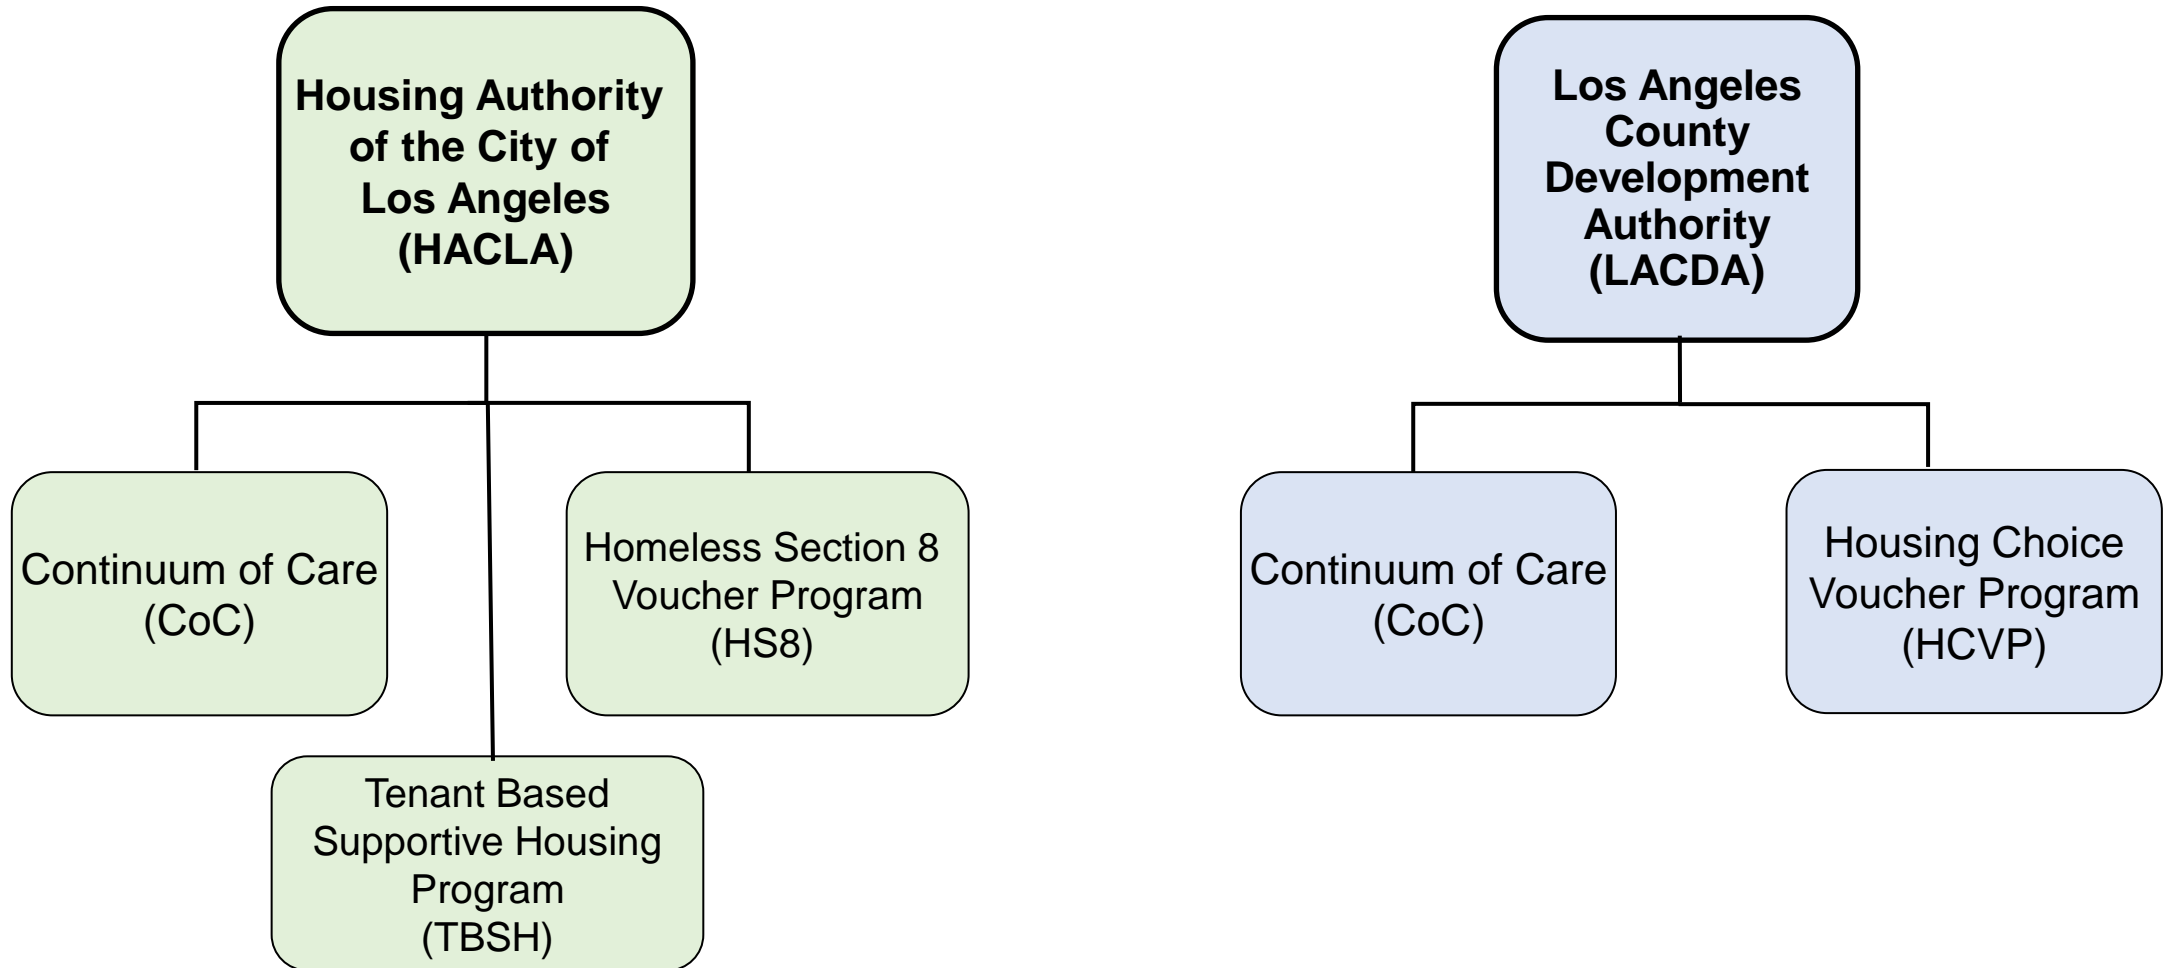 Housing Authority
of the City of
Los Angeles
(HACLA)
Los Angeles
County
Development
Authority
(LACDA)
Continuum of Care
(CoC)
Homeless Section 8
Voucher Program
(HS8)
Continuum of Care
(CoC)
Housing Choice
Voucher Program
(HCVP)
Tenant Based
Supportive Housing
Program
(TBSH)